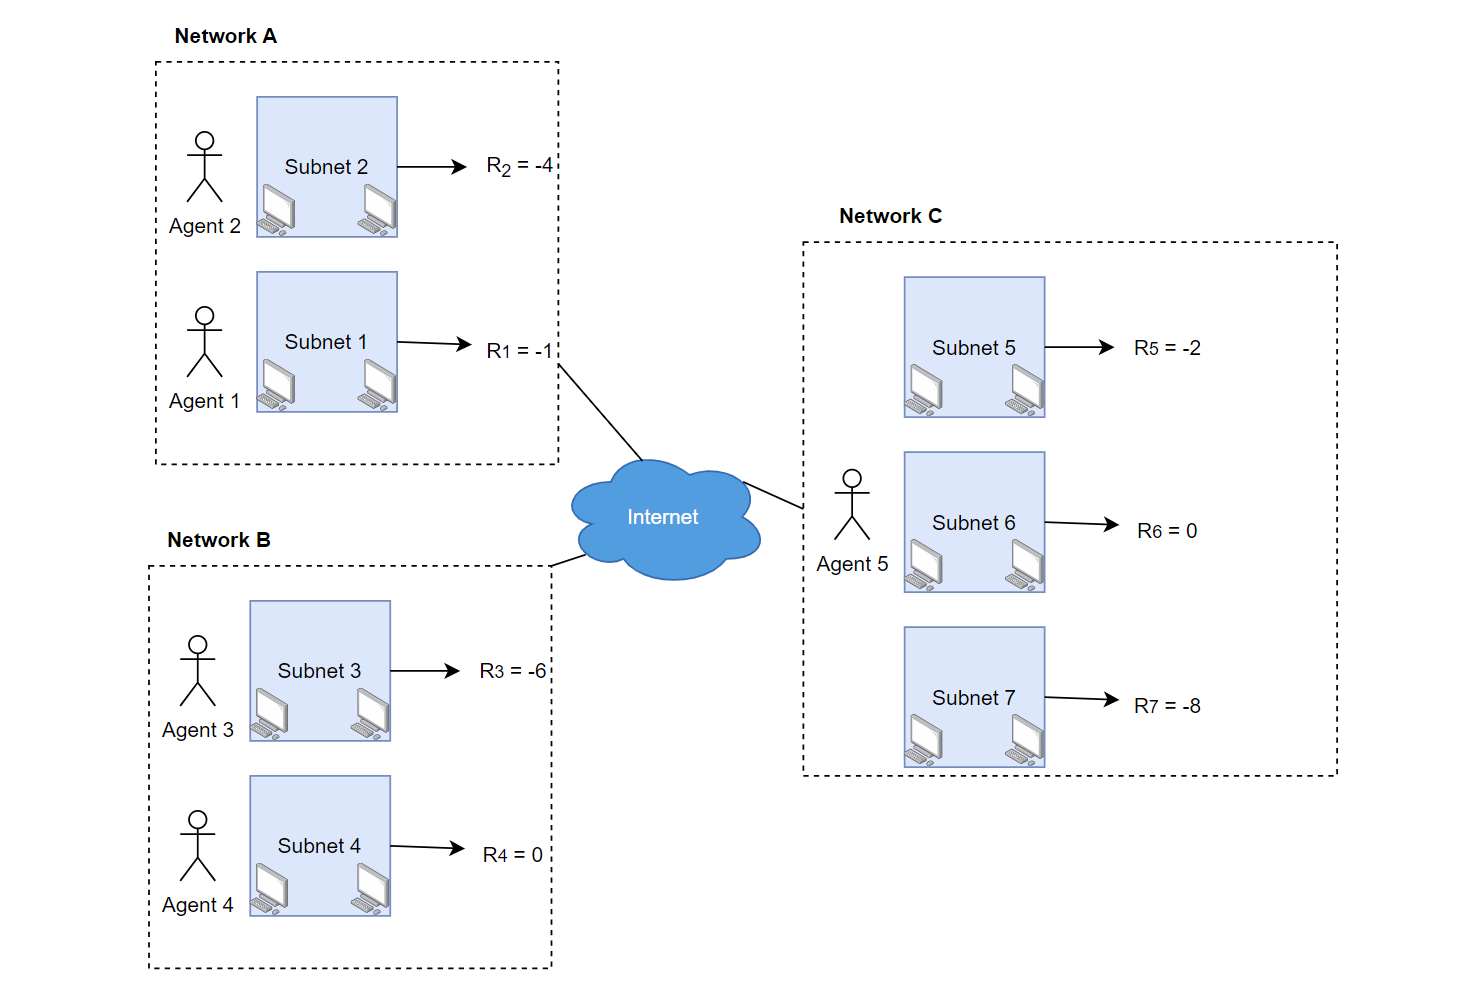 Network A
Subnet 2
R2 = -4
Agent 2
Subnet 1
R1 = -1
Agent 1
Network B
Subnet 3
R3 = -6
Agent 3
Subnet 4
R4 = 0
Agent 4
Internet
Network C
Subnet 5
R5 = -2
Agent 5
Subnet 6
R6 = 0
Subnet 7
R7 = -8